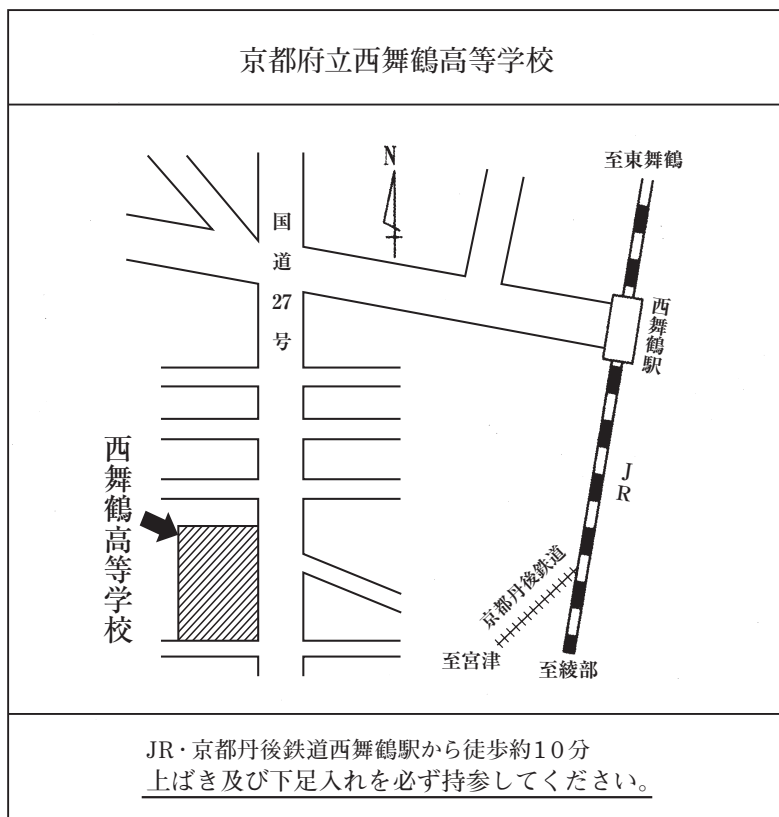 京都府立西舞鶴高等学校
N
至東舞鶴
国道27号
西舞鶴駅
西舞鶴高等学校
JR
京都丹後鉄道
至宮津
至綾部
JR・京都丹後鉄道西舞鶴駅から徒歩約10分
上ばき及び下足入れを必ず持参してください。